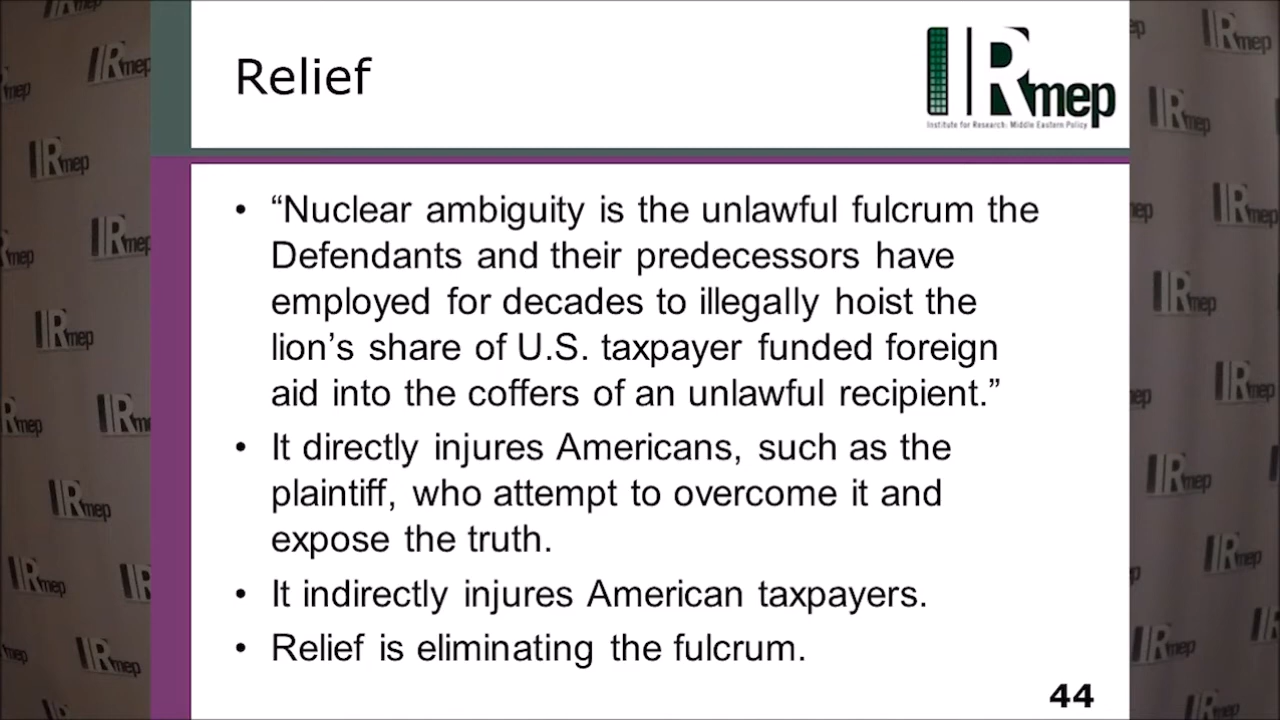 Relief
IRmep
Institute for Research: Middle Eastern Policy
• “Nuclear ambiguity is the unlawful fulcrum the
Defendants and their predecessors have
employed for decades to illegally hoist the
lion’s share of U.S. taxpayer funded foreign
aid into the coffers of an unlawful recipient.”
• It directly injures Americans, such as the
plaintiff, who attempt to overcome it and
expose the truth.
• It indirectly injures American taxpayers.
• Relief is eliminating the fulcrum.
44